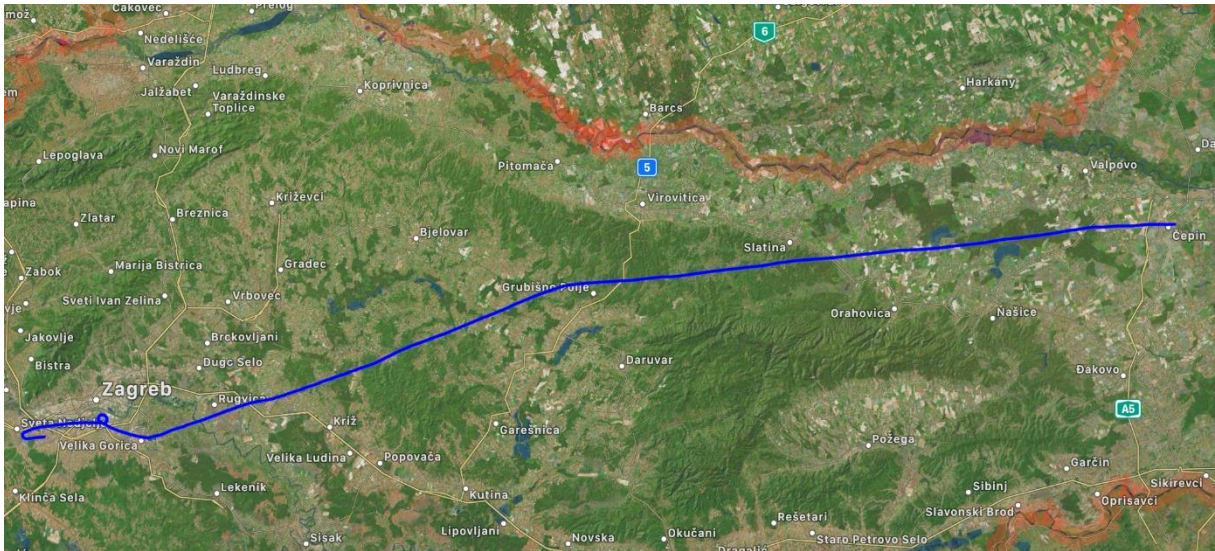 Čakovec
Prelog
Nedelišće
Varaždin
Ludbreg
Jalžabet
Varaždinske
Toplice
Koprivnica
6
Harkány
Barcs
Lepoglava
Novi Marof
Pitomača
5
Valpovo
Križevci
Virovitica
Zlatar
Breznica
Bjelovar
Slatina
Čepin
Zabok
Marija Bistrica
Gradec
Sveti Ivan Zelina
Vrbovec
Grubišno Polje
Orahovica
Našice
Jakovlje
Brckovljani
Bistra
Dugo Selo
Daruvar
Đakovo
Zagreb
Rugvica
A5
Križ
Garešnica
Velika Gorica
Požega
Velika Ludina
Popovača
Garčin
Klinča Sela
Lekenik
Kutina
Sibinj
Sikirevci
Oprisavci
Slavonski Brod
Lipovljani
Rešetari
Sisak
Novska
Okučani
Staro Petrovo Selo